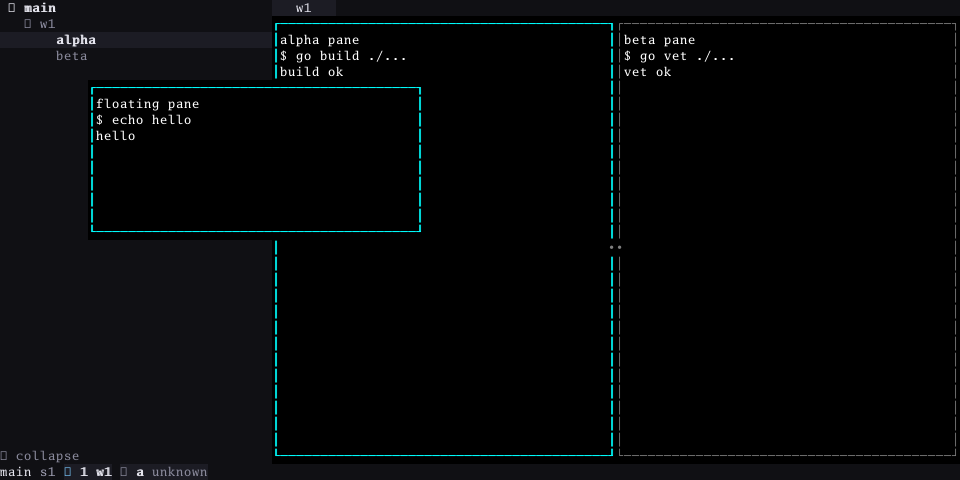 main
w1
alpha
beta
w1
alpha pane
$ go build ./...
build ok
beta pane
$ go vet ./...
vet ok
floating pane
$ echo hello
hello
collapse
main s1 1 w1 a unknown